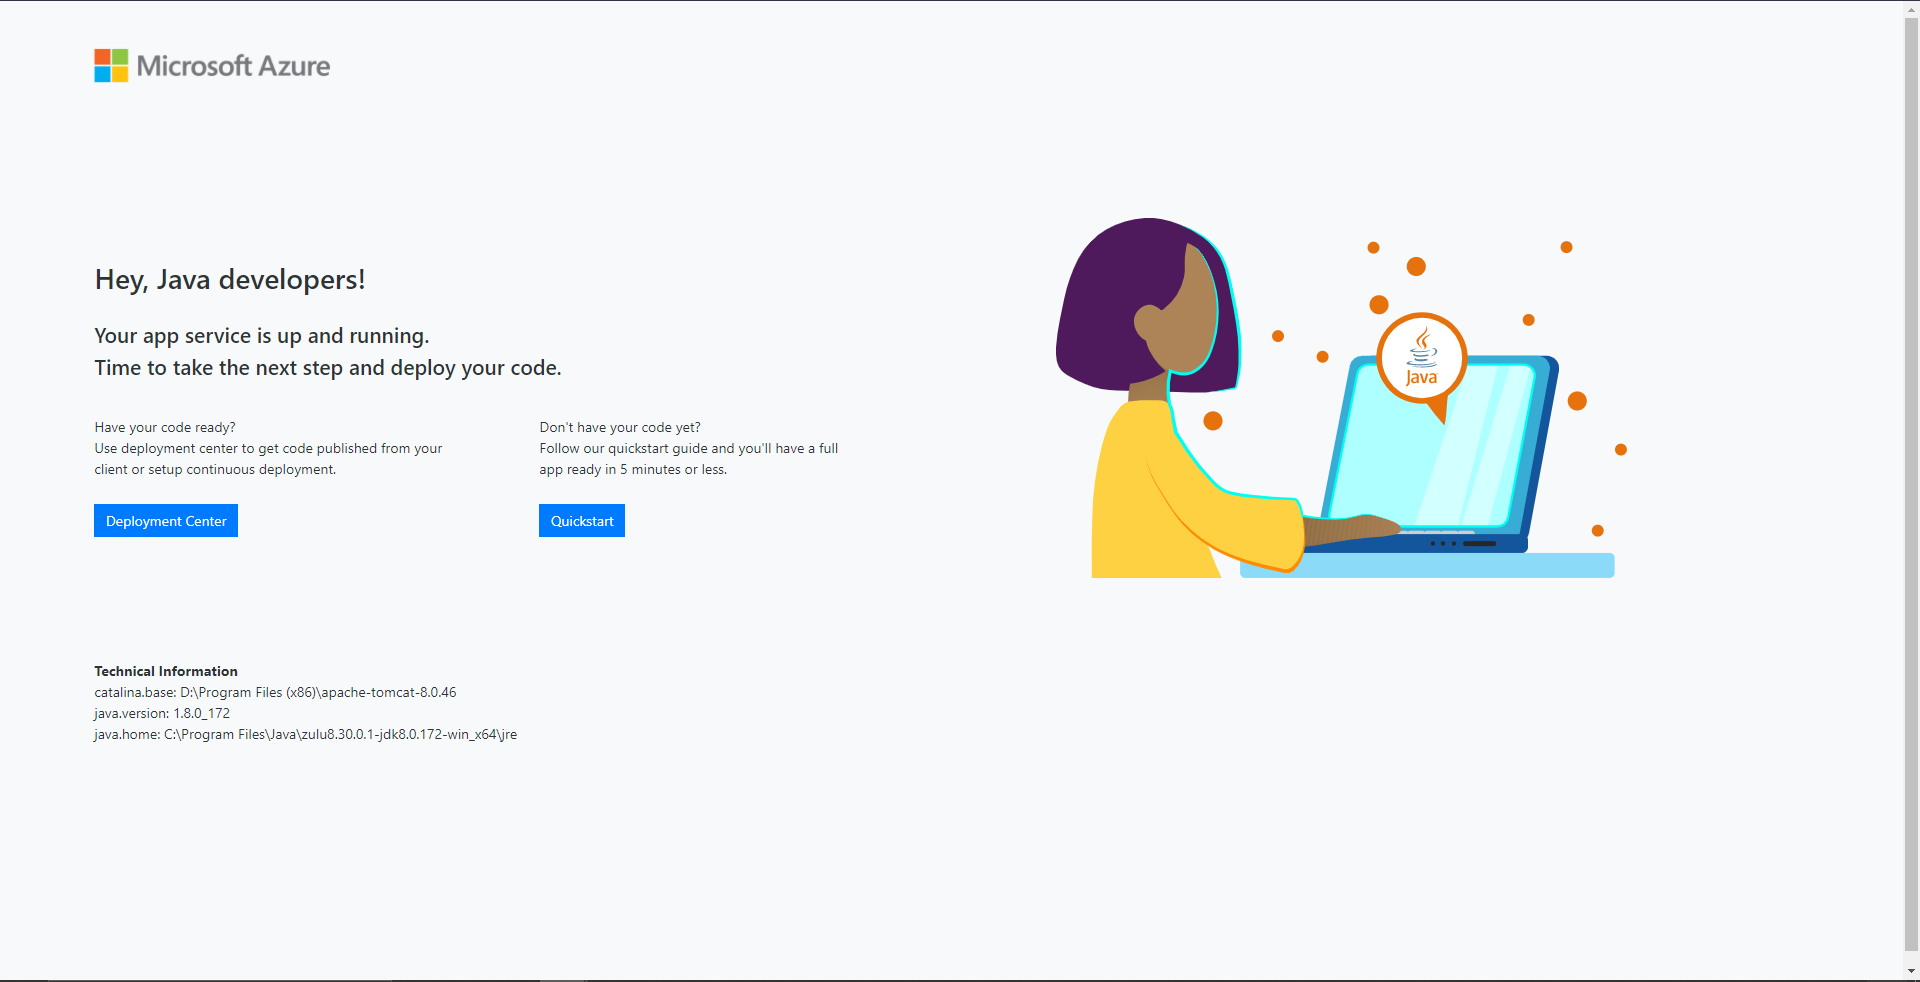 Microsoft Azure
Hey, Java developers!
Your app service is up and running.
Time to take the next step and deploy your code.
Have your code ready?
Use deployment center to get code published from your
client or setup continuous deployment.
Deployment Center
Don't have your code yet?
Follow our quickstart guide and you'll have a full
app ready in 5 minutes or less.
Quickstart
Java
Technical Information
catalina.base: D:\Program Files (x86)\apache-tomcat-8.0.46
java.version: 1.8.0_172
java.home: C:\Program Files\Java\zulu8.30.0.1-jdk8.0.172-win_x64\jre